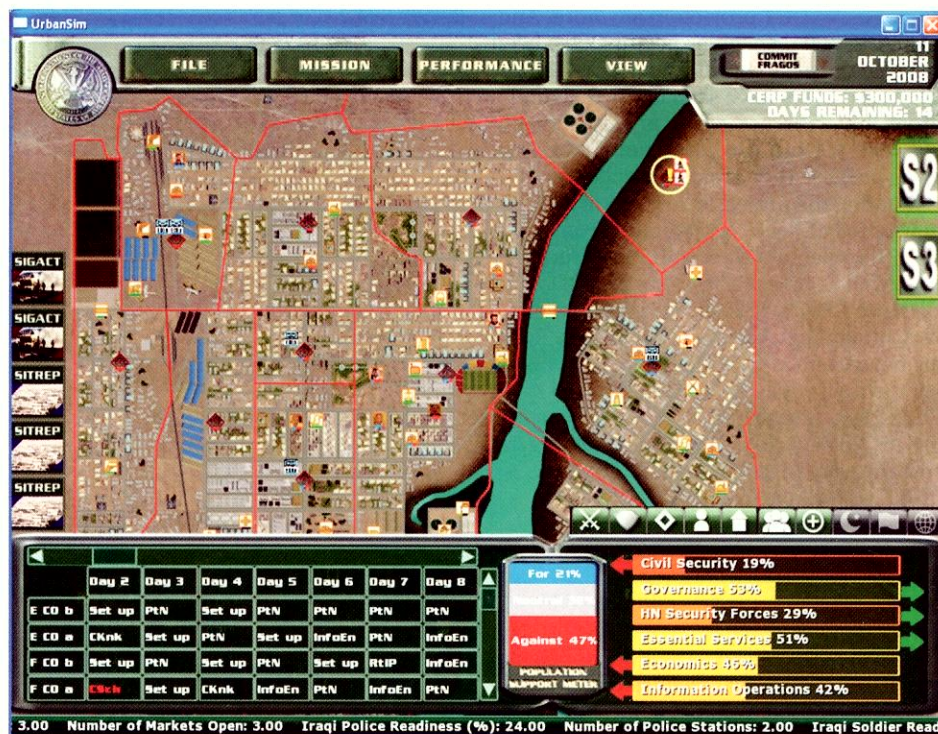 UrbanSim
FILE
MISSION
PERFORMANCE
VIEW
COMMIT FRAGOS
11
OCTOBER
2008
CERP FUNDS: $300,000
DAYS REMAINING: 14
S2
S3
SIGACT
SIGACT
SITREP
SITREP
SITREP
Day 2 Day 3 Day 4 Day 5 Day 6 Day 7 Day 8
E CO b Set up PtN Set up PtN PtN PtN PtN
E CO a CKnk Set up PtN Set up InfoEn PtN InfoEn
F CO b Set up PtN Set up PtN Set up RtIP InfoEn
F CO a CSch Set up CKnk InfoEn PtN InfoEn PtN
For 21%
Neutral
Against 47%
POPULATION
SUPPORT METER
Civil Security 19%
Governance 53%
HN Security Forces 29%
Essential Services 51%
Economics 46%
Information Operations 42%
3.00 Number of Markets Open: 3.00 Iraqi Police Readiness (%): 24.00 Number of Police Stations: 2.00 Iraqi Soldier Read